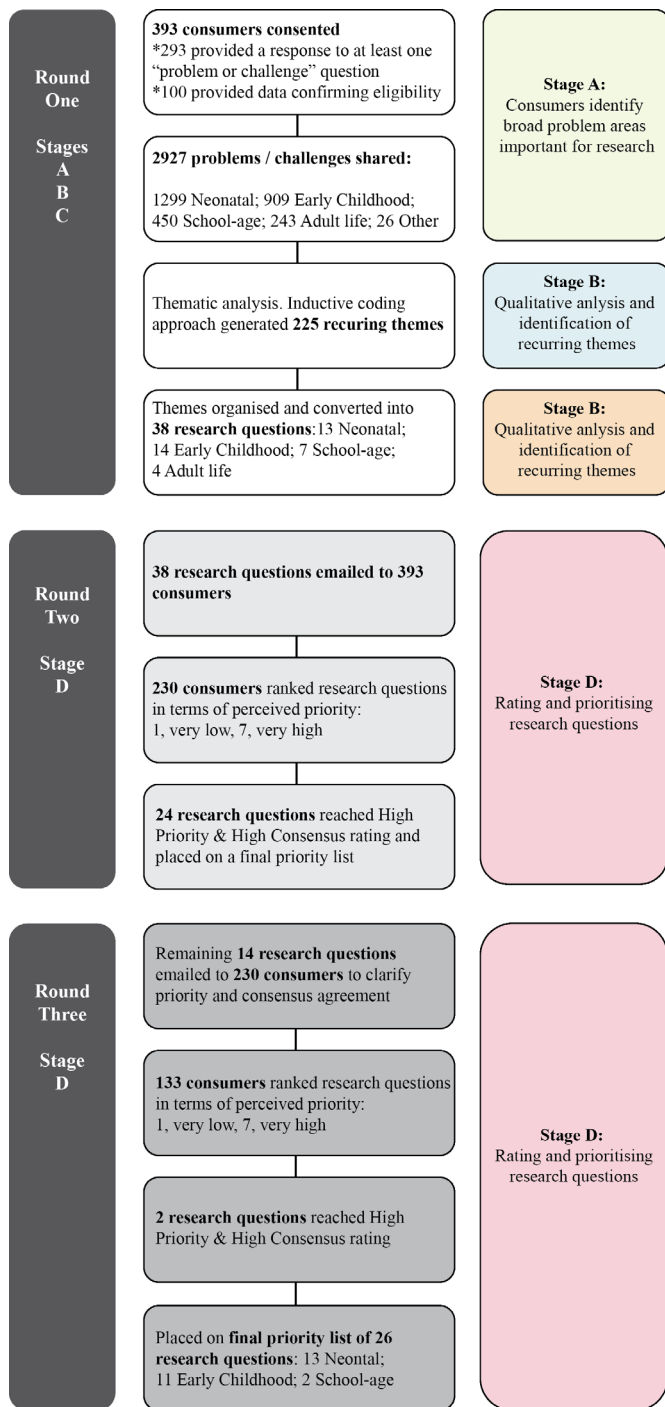 Round
One
Stages
A
B
C
393 consumers consented
*293 provided a response to at least one
“problem or challenge” question
*100 provided data confirming eligibility
Stage A:
Consumers identify
broad problem areas
important for research
2927 problems / challenges shared:
1299 Neonatal; 909 Early Childhood;
450 School-age; 243 Adult life; 26 Other
Thematic analysis. Inductive coding
approach generated 225 recuring themes
Stage B:
Qualitative anlysis and
identification of
recurring themes
Themes organised and converted into
38 research questions:13 Neonatal;
14 Early Childhood; 7 School-age;
4 Adult life
Stage B:
Qualitative anlysis and
identification of
recurring themes
Round
Two
Stage
D
38 research questions emailed to 393
consumers
230 consumers ranked research questions
in terms of perceived priority:
1, very low, 7, very high
24 research questions reached High
Priority & High Consensus rating and
placed on a final priority list
Stage D:
Rating and prioritising
research questions
Round
Three
Stage
D
Remaining 14 research questions
emailed to 230 consumers to clarify
priority and consensus agreement
133 consumers ranked research questions
in terms of perceived priority:
1, very low, 7, very high
2 research questions reached High
Priority & High Consensus rating
Placed on final priority list of 26
research questions: 13 Neontal;
11 Early Childhood; 2 School-age
Stage D:
Rating and prioritising
research questions